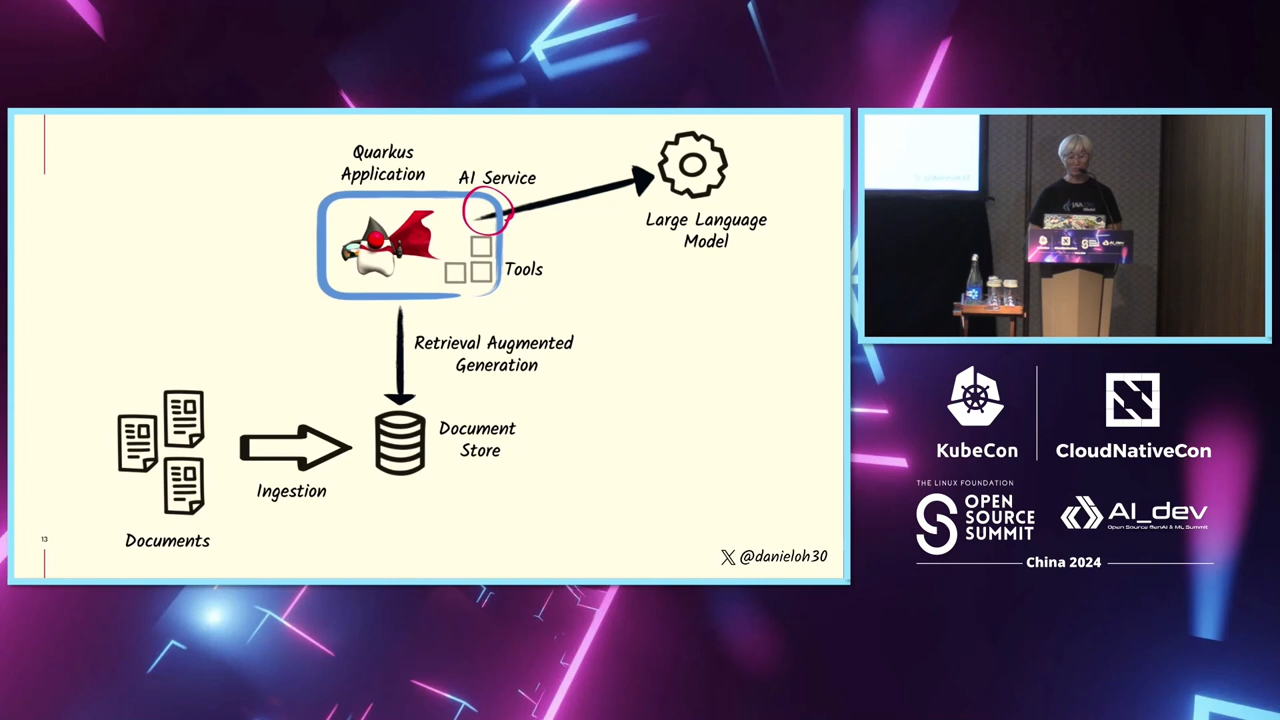 Quarkus
Application
AI Service
Large Language
Model
Tools
Retrieval Augmented
Generation
Document
Store
Ingestion
Documents
13
@danieloh30
KubeCon
CloudNativeCon
THE LINUX FOUNDATION
OPEN
SOURCE
SUMMIT
AI_dev
Open Source GenAI & ML Summit
China 2024